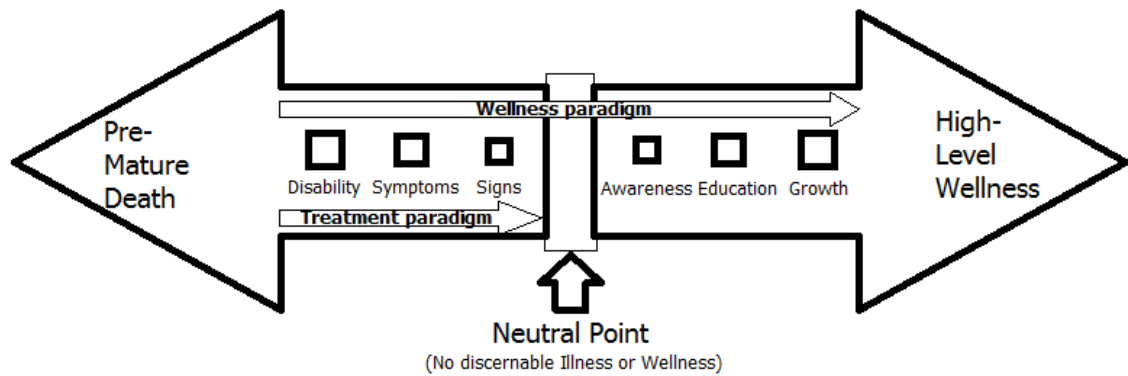 Wellness paradigm
Pre-
Mature
Death
High-
Level
Wellness
Disability Symptoms Signs Awareness Education Growth
Treatment paradigm
Neutral Point
(No discernable Illness or Wellness)